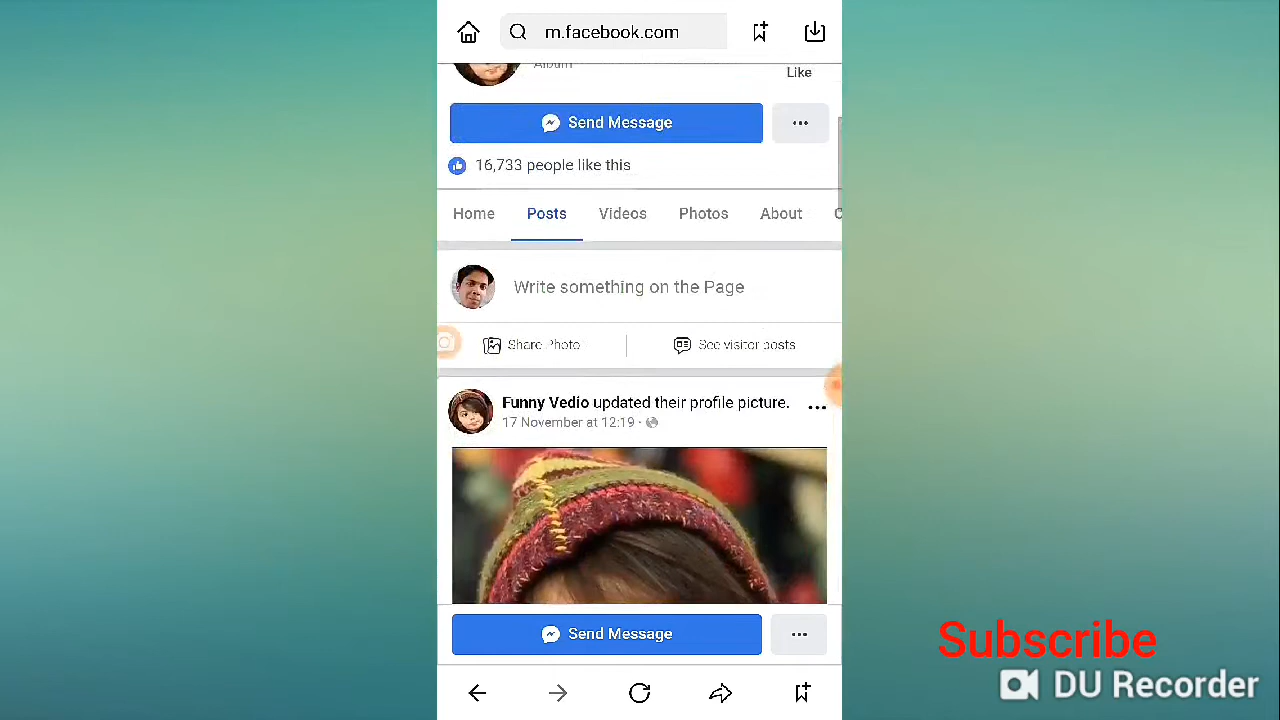 m.facebook.com
Album
Like
Send Message
16,733 people like this
Home Posts Videos Photos About
Write something on the Page
Share Photo
See visitor posts
Funny Vedio updated their profile picture.
17 November at 12:19 ·
Send Message
Subscribe
DU Recorder